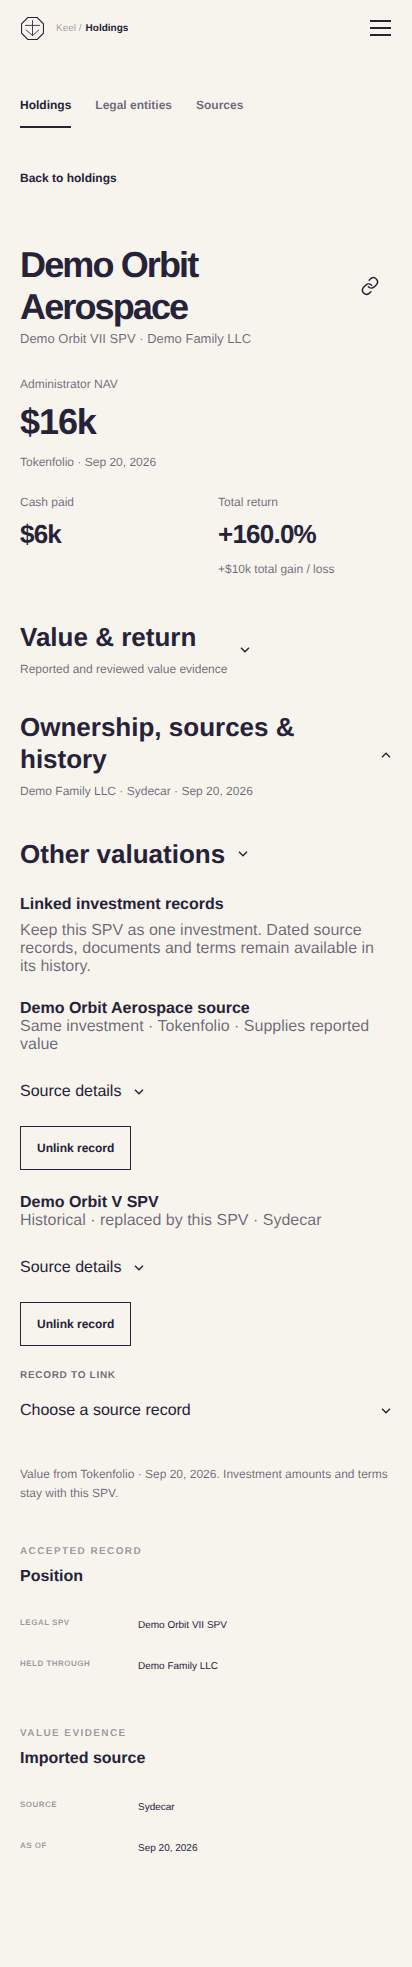 Keel / Holdings
Holdings Legal entities Sources
Back to holdings
Demo Orbit
Aerospace
Demo Orbit VII SPV · Demo Family LLC
Administrator NAV
$16k
Tokenfolio · Sep 20, 2026
Cash paid Total return
$6k +160.0%
+$10k total gain / loss
Value & return
Reported and reviewed value evidence
Ownership, sources &
history
Demo Family LLC · Sydecar · Sep 20, 2026
Other valuations
Linked investment records
Keep this SPV as one investment. Dated source
records, documents and terms remain available in
its history.
Demo Orbit Aerospace source
Same investment · Tokenfolio · Supplies reported
value
Source details
Unlink record
Demo Orbit V SPV
Historical · replaced by this SPV · Sydecar
Source details
Unlink record
RECORD TO LINK
Choose a source record
Value from Tokenfolio · Sep 20, 2026. Investment amounts and terms
stay with this SPV.
ACCEPTED RECORD
Position
LEGAL SPV Demo Orbit VII SPV
HELD THROUGH Demo Family LLC
VALUE EVIDENCE
Imported source
SOURCE Sydecar
AS OF Sep 20, 2026